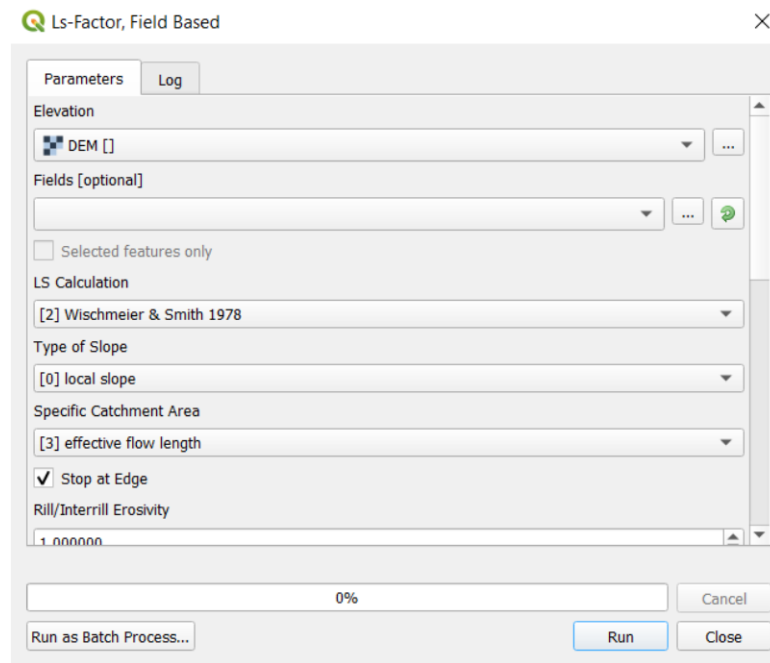 Ls-Factor, Field Based
Parameters Log
Elevation
DEM []
...
Fields [optional]
...
Selected features only
LS Calculation
[2] Wischmeier & Smith 1978
Type of Slope
[0] local slope
Specific Catchment Area
[3] effective flow length
Stop at Edge
Rill/Interrill Erosivity
1.000000
0%
Cancel
Run as Batch Process...
Run
Close